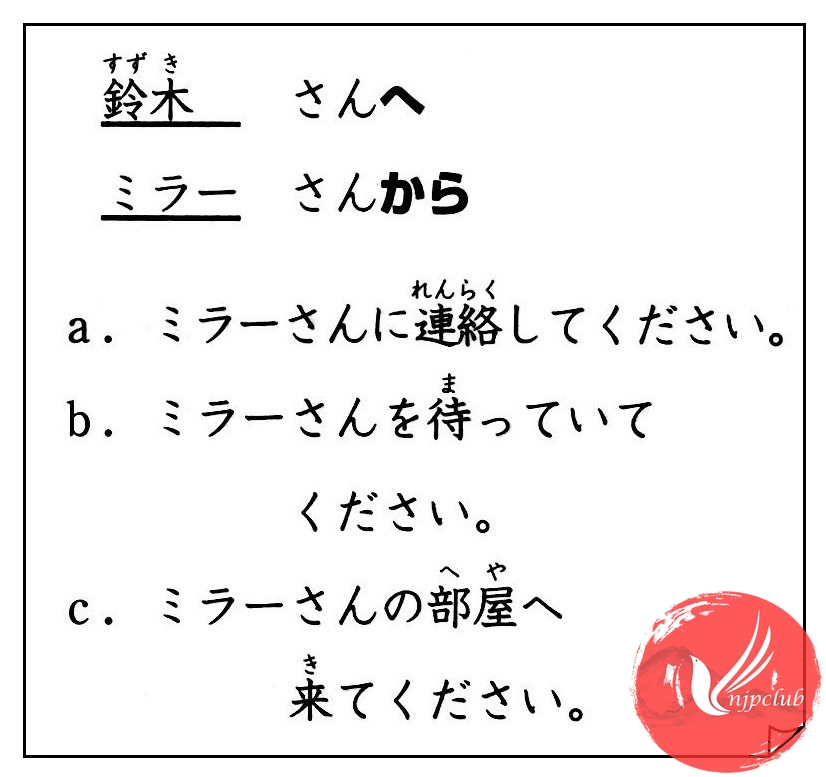 すずき
鈴木 さんへ
ミラー さんから
れんらく
a. ミラーさんに連絡してください。
ま
b. ミラーさんを待っていて
ください。
へや
c. ミラーさんの部屋へ
き
来てください。
njpclub